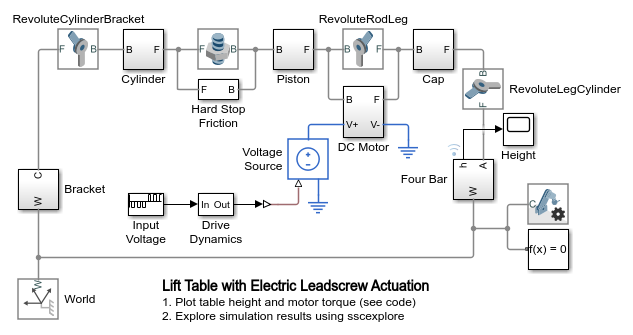 RevoluteCylinderBracket
RevoluteRodLeg
F B
B F
F B
B F
B F
B F
Cylinder
Piston
Cap
F B
Hard Stop
Friction
B
F
RevoluteLegCylinder
B F
V+ V-
DC Motor
Voltage
Source
Height
h A
W
Four Bar
C
W
Bracket
In Out
Input
Voltage
Drive
Dynamics
C
f(x) = 0
W
World
Lift Table with Electric Leadscrew Actuation
1. Plot table height and motor torque (see code)
2. Explore simulation results using sscexplore